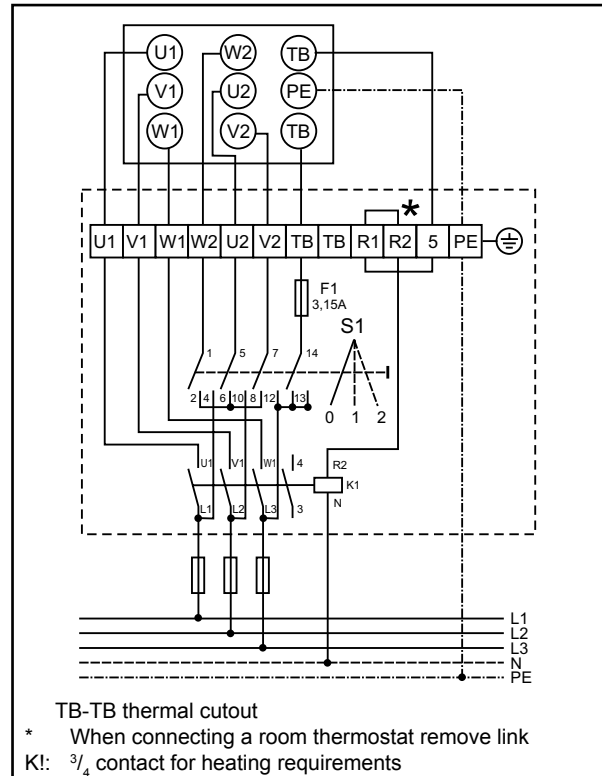 U1 W2 TB
V1 U2 PE
W1 V2 TB
*
U1 V1 W1 W2 U2 V2 TB TB R1 R2 5 PE
F1
3,15A
S1
1 5 7 14
2 4 6 10 8 12 13
0 1 2
U1 V1 W1 4 R2
K1
L1 L2 L3 3 N
L1
L2
L3
N
PE
TB-TB thermal cutout
* When connecting a room thermostat remove link
K!: 3/4 contact for heating requirements